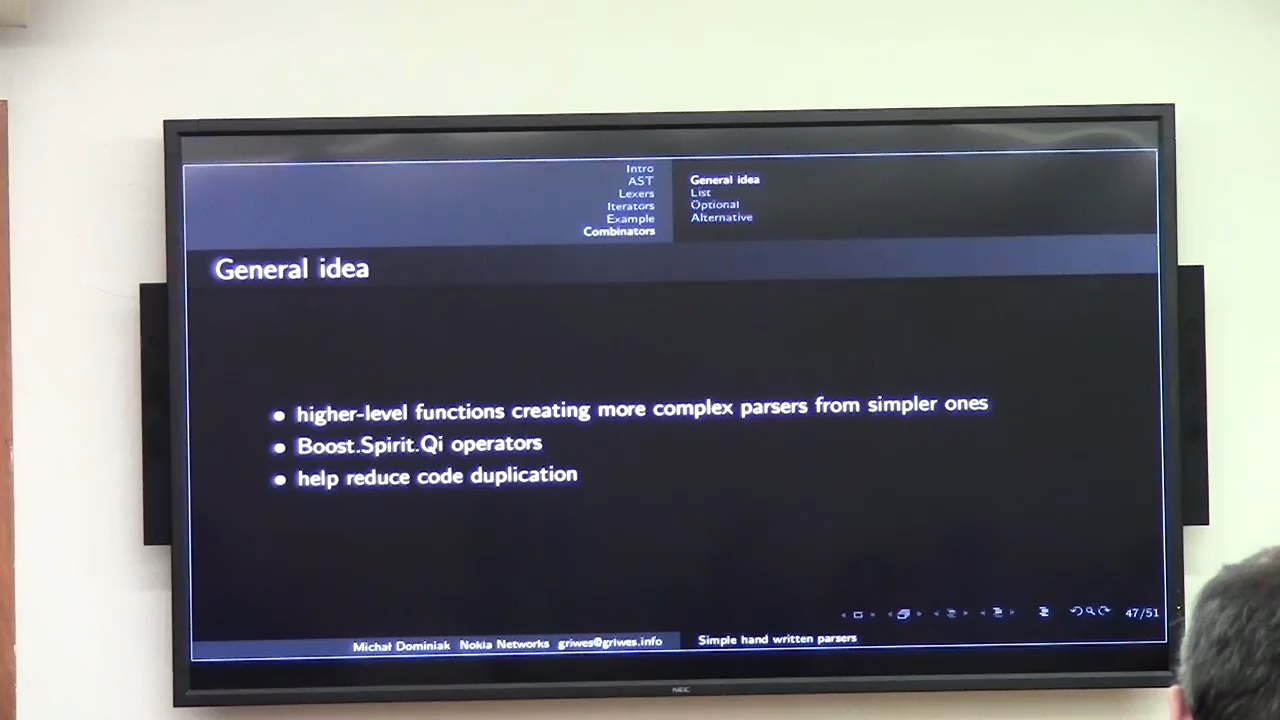 Intro
AST
Lexers
Iterators
Example
Combinators
General idea
List
Optional
Alternative
General idea
higher-level functions creating more complex parsers from simpler ones
Boost.Spirit.Qi operators
help reduce code duplication
47/51
Michał Dominiak Nokia Networks griwes@griwes.info
Simple hand written parsers
NEC